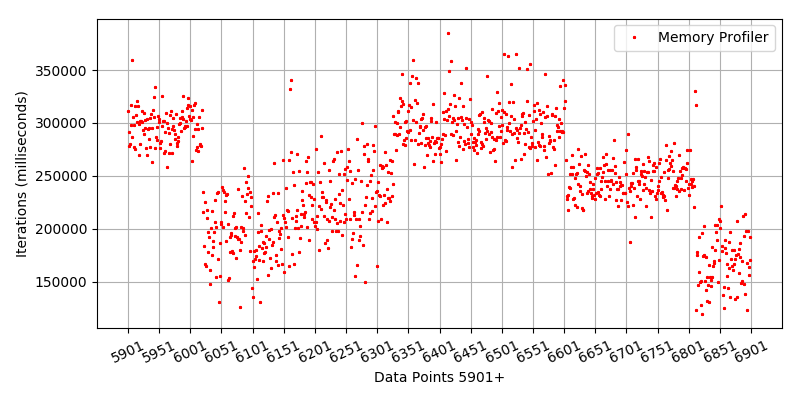 Memory Profiler
Iterations (milliseconds)
350000
300000
250000
200000
150000
5901 5951 6001 6051 6101 6151 6201 6251 6301 6351 6401 6451 6501 6551 6601 6651 6701 6751 6801 6851 6901
Data Points 5901+